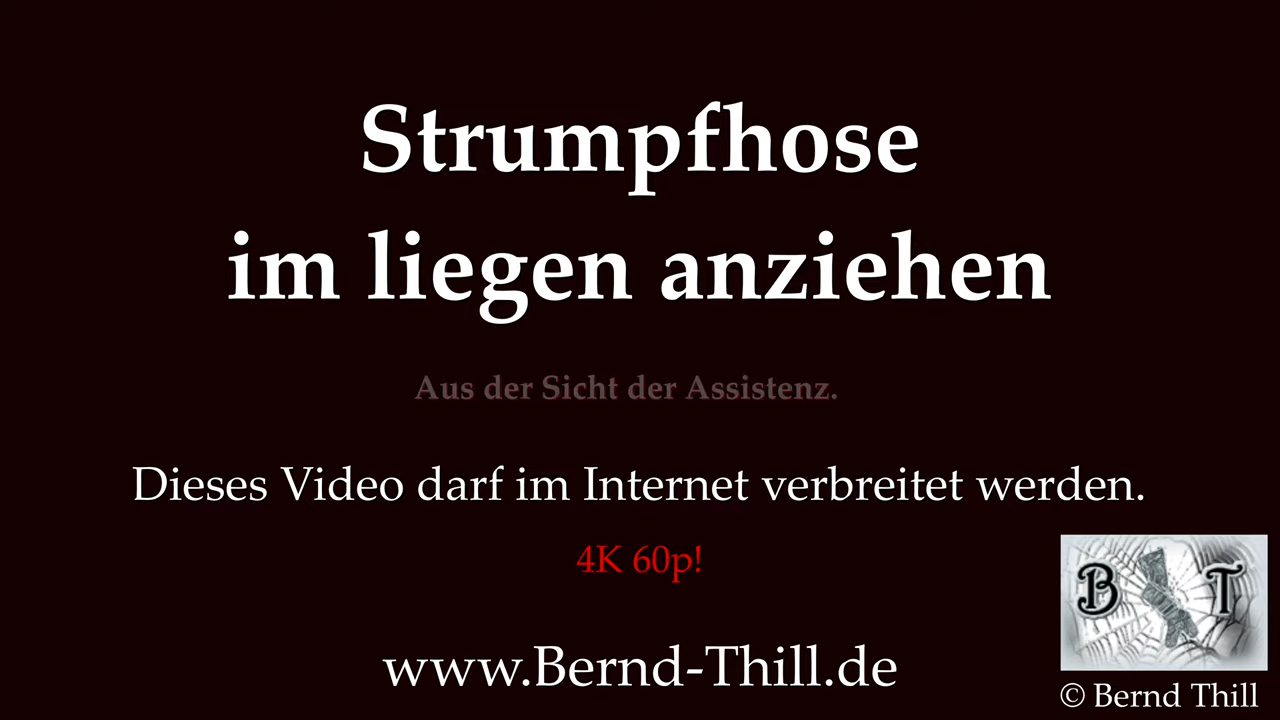 Strumpfhose
im liegen anziehen
Aus der Sicht der Assistenz.
Dieses Video darf im Internet verbreitet werden.
4K 60p!
B T
www.Bernd-Thill.de
© Bernd Thill